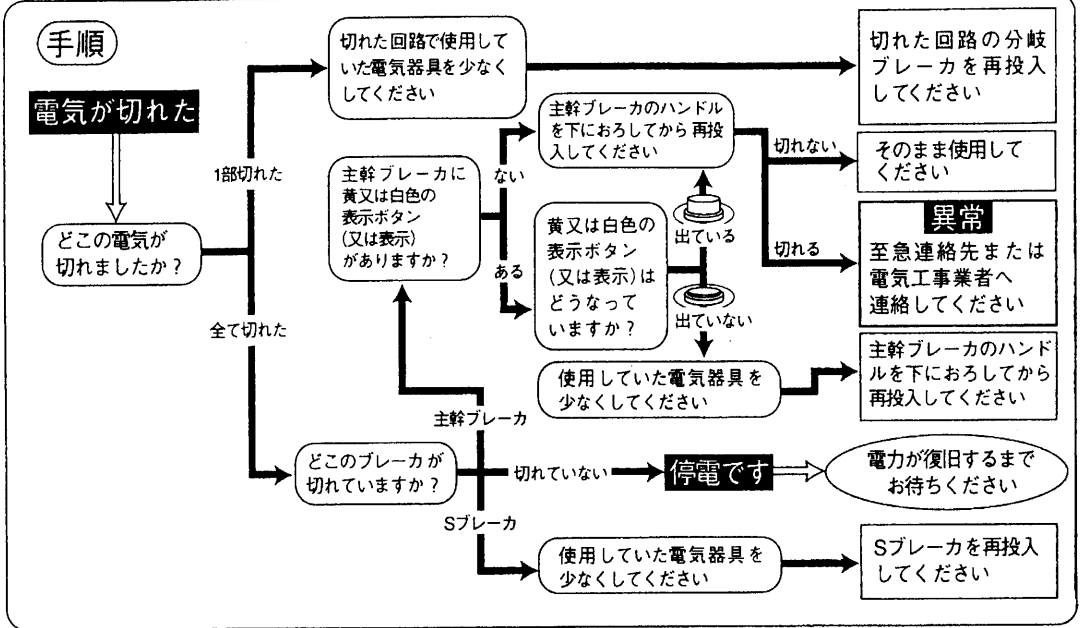 手順
電気が切れた
どこの電気が
切れましたか？
1部切れた
全て切れた
切れた回路で使用して
いた電気器具を少なく
してください
切れた回路の分岐
ブレーカを再投入
してください
主幹ブレーカに
黄又は白色の
表示ボタン
(又は表示)
がありますか？
ない
ある
主幹ブレーカのハンドル
を下におろしてから再投
入してください
切れない
そのまま使用して
ください
切れる
異常
至急連絡先または
電気工事業者へ
連絡してください
黄又は白色の
表示ボタン
(又は表示)は
どうなって
いますか？
出ている
出ていない
使用していた電気器具を
少なくしてください
主幹ブレーカのハンド
ルを下におろしてから
再投入してください
どこのブレーカが
切れていますか？
主幹ブレーカ
切れていない
停電です
電力が復旧するまで
お待ちください
Sブレーカ
使用していた電気器具を
少なくしてください
Sブレーカを再投入
してください